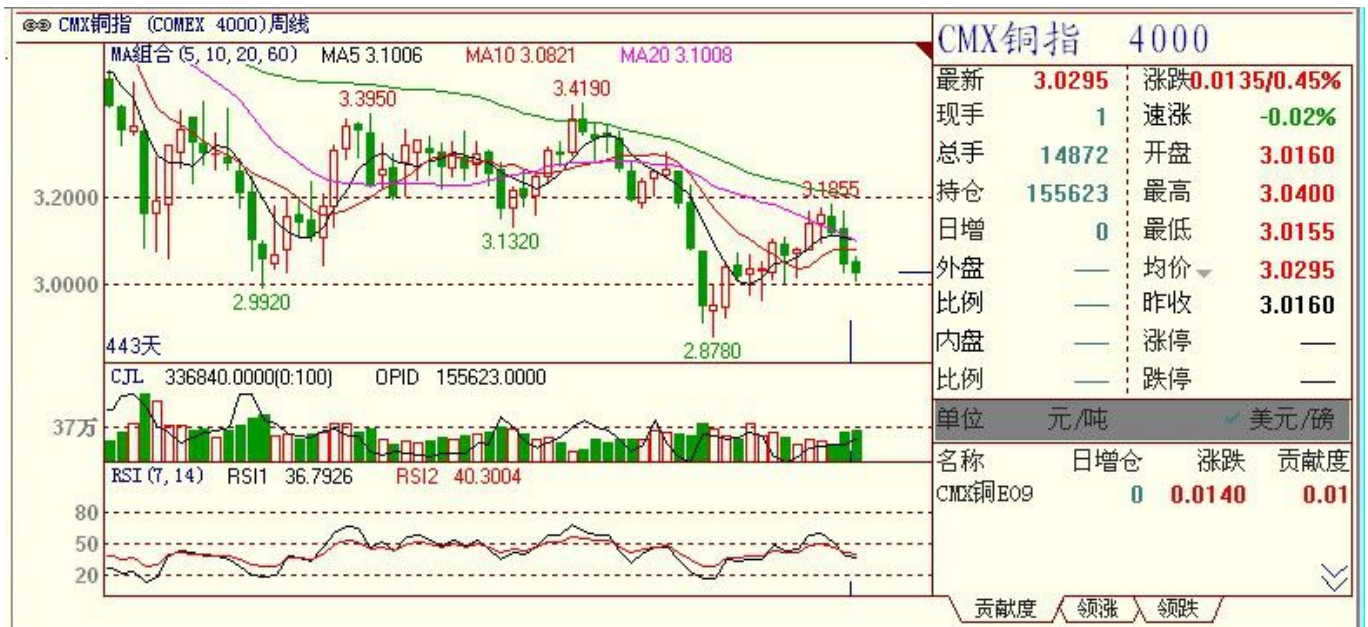 CMX铜指 (COMEX 4000)周线
MA组合(5,10,20,60) MA5 3.1006 MA10 3.0821 MA20 3.1008
3.3950
3.4190
3.2000
3.1855
3.1320
3.0000
2.9920
2.8780
443天
CJL 336840.0000(0:100) OPID 155623.0000
37万
RSI(7,14) RSI1 36.7926 RSI2 40.3004
80
50
20
CMX铜指 4000
最新 3.0295 涨跌0.0135/0.45%
现手 1 速涨 -0.02%
总手 14872 开盘 3.0160
持仓 155623 最高 3.0400
日增 0 最低 3.0155
外盘 — 均价 3.0295
比例 — 昨收 3.0160
内盘 — 涨停 —
比例 — 跌停 —
单位 元/吨 美元/磅
名称 日增仓 涨跌 贡献度
CMX铜E09 0 0.0140 0.01
贡献度 领涨 领跌